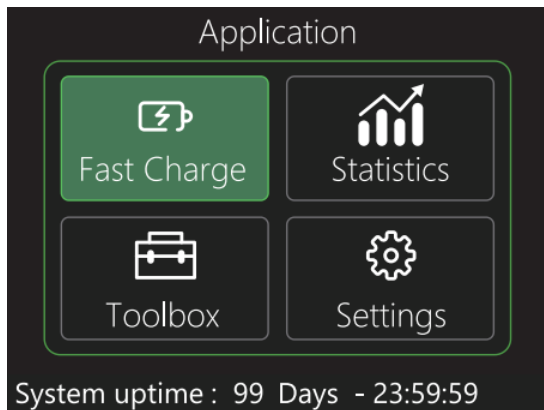 Application
Fast Charge
Statistics
Toolbox
Settings
System uptime : 99 Days - 23:59:59